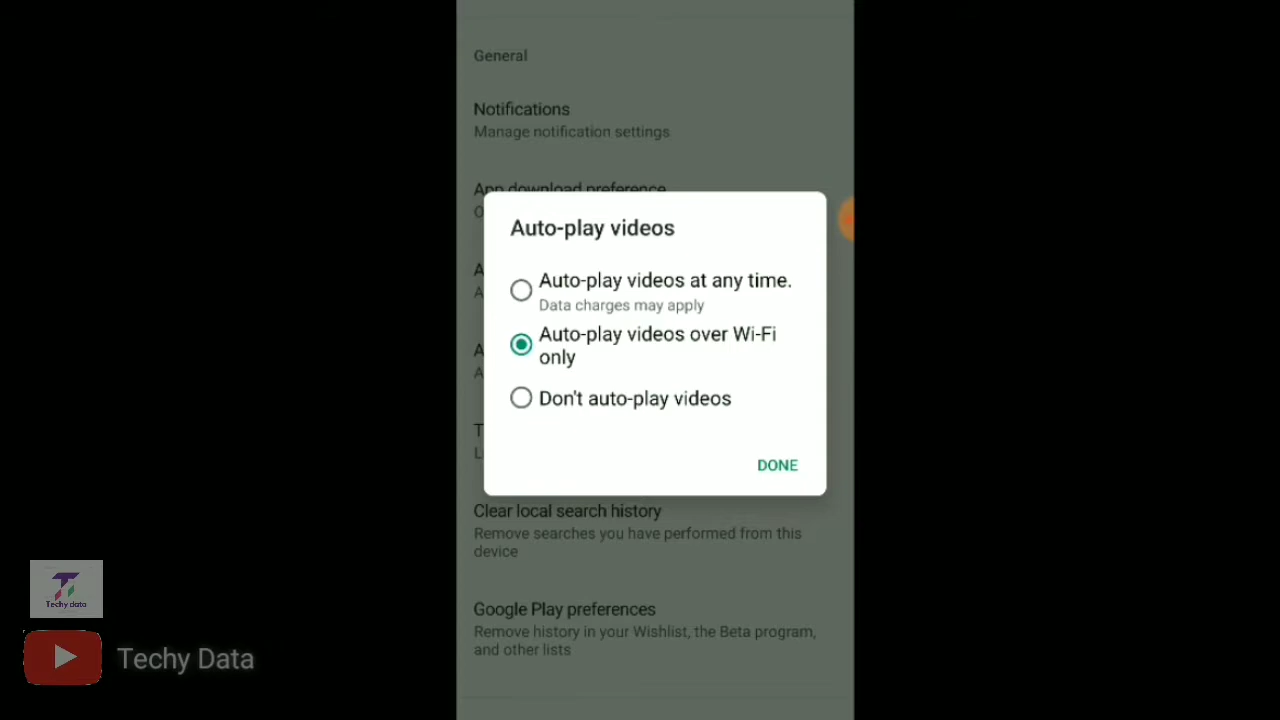 General
Notifications
Manage notification settings
App download preference
Auto-play videos
Auto-play videos at any time.
Data charges may apply
Auto-play videos over Wi-Fi
only
Don't auto-play videos
DONE
Clear local search history
Remove searches you have performed from this
device
Google Play preferences
Remove history in your Wishlist, the Beta program,
and other lists
Techy data
Techy Data